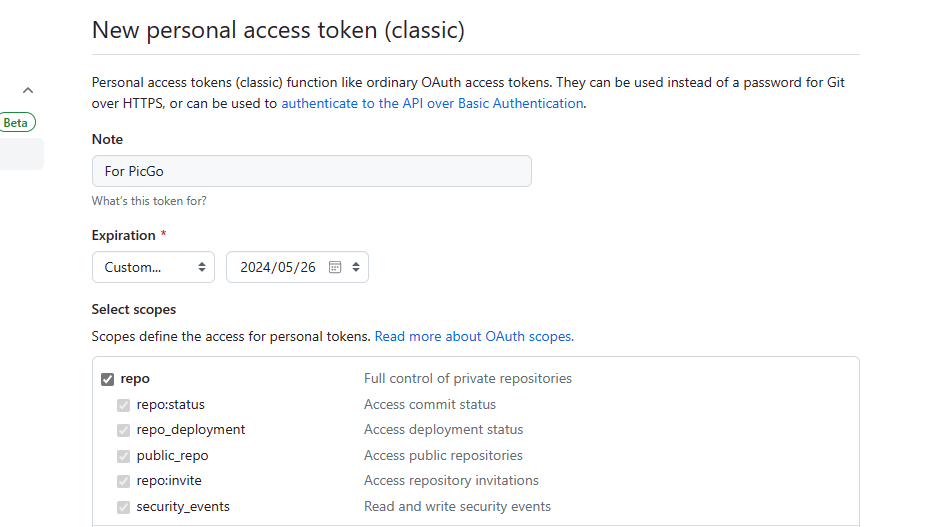 New personal access token (classic)
Personal access tokens (classic) function like ordinary OAuth access tokens. They can be used instead of a password for Git
over HTTPS, or can be used to authenticate to the API over Basic Authentication.
Beta
Note
For PicGo
What's this token for?
Expiration *
Custom... 2024/05/26
Select scopes
Scopes define the access for personal tokens. Read more about OAuth scopes.
repo Full control of private repositories
repo:status Access commit status
repo_deployment Access deployment status
public_repo Access public repositories
repo:invite Access repository invitations
security_events Read and write security events